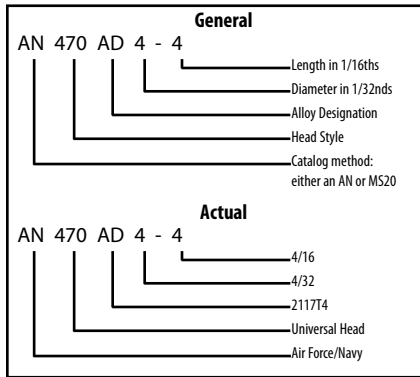 General
AN 470 AD 4 - 4
Length in 1/16ths
Diameter in 1/32nds
Alloy Designation
Head Style
Catalog method:
either an AN or MS20
Actual
AN 470 AD 4 - 4
4/16
4/32
2117T4
Universal Head
Air Force/Navy